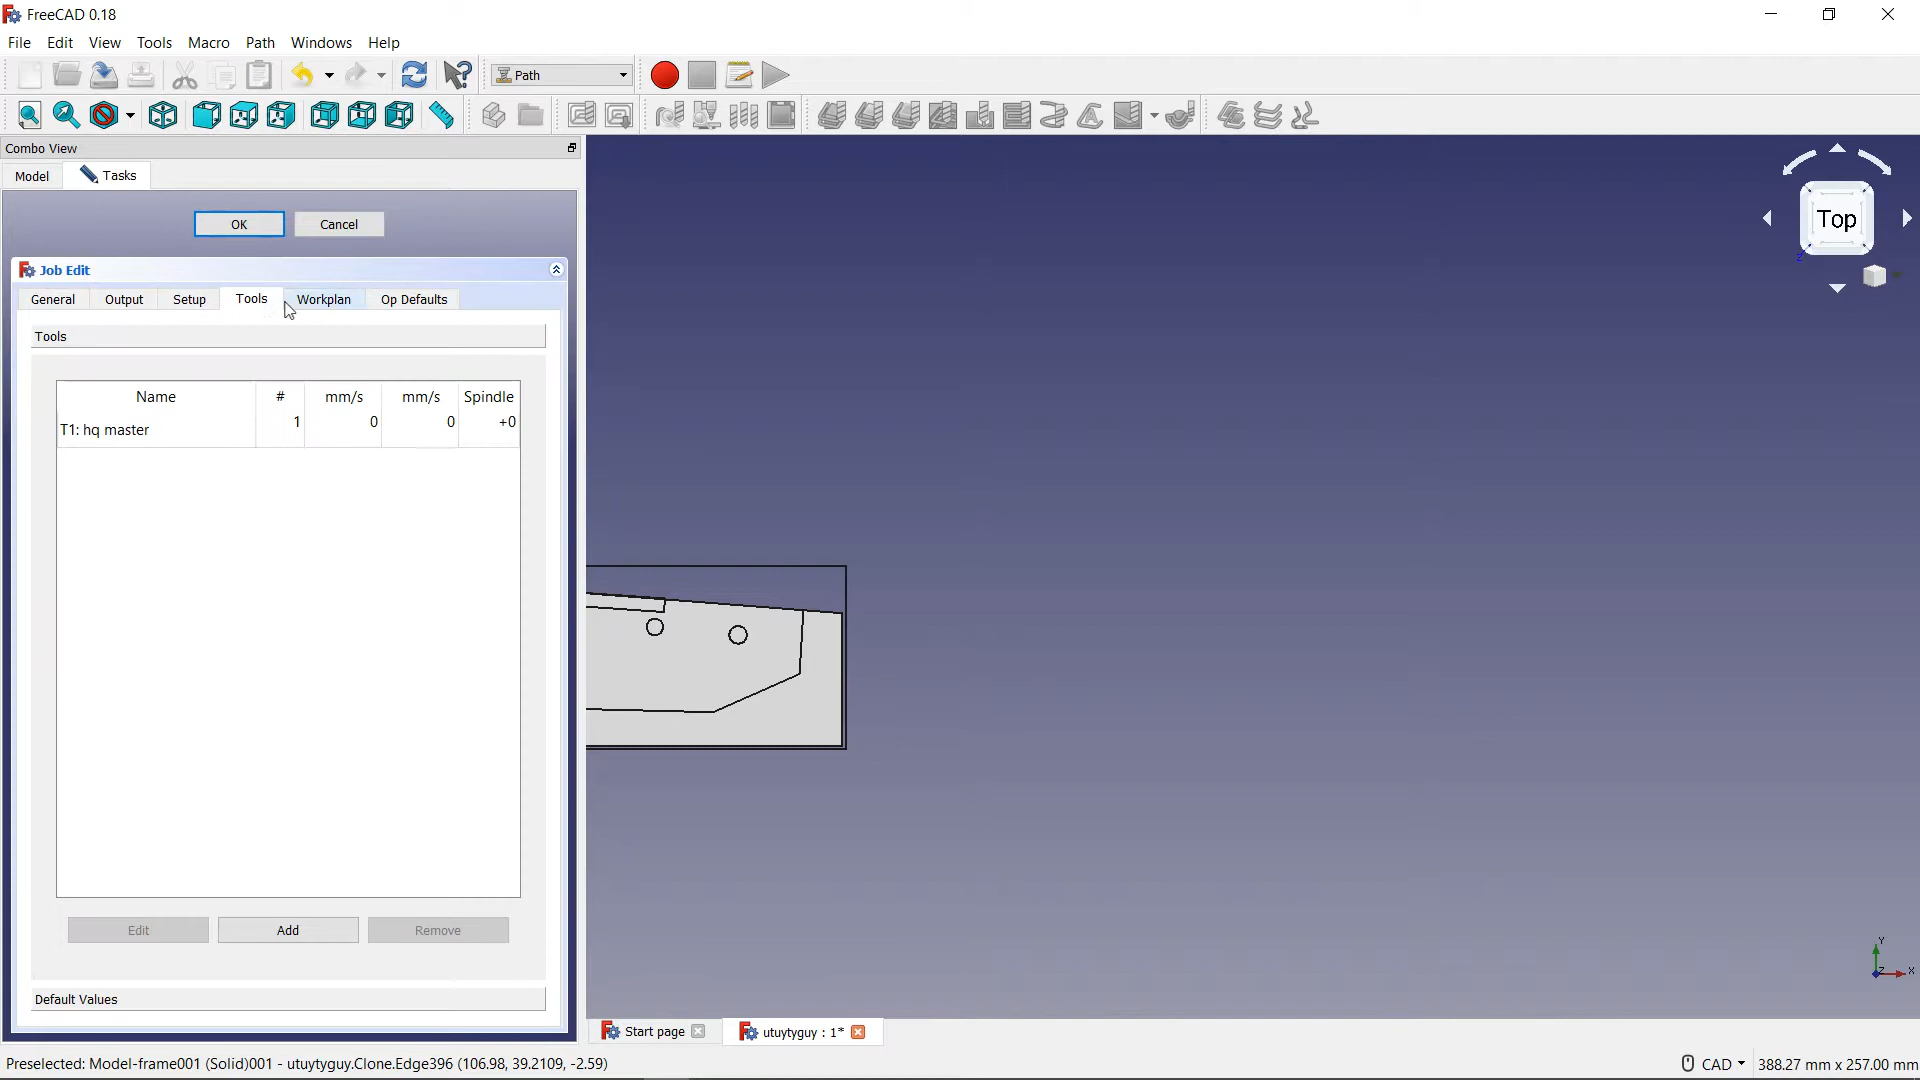 FreeCAD 0.18
File Edit View Tools Macro Path Windows Help
Path
Combo View
Model Tasks
OK Cancel
Job Edit
General Output Setup Tools Workplan Op Defaults
Tools
Name # mm/s mm/s Spindle
T1: hq master 1 0 0 +0
Edit Add Remove
Default Values
Top
Z
Y
Z X
Start page utuytyguy : 1*
Preselected: Model-frame001 (Solid)001 - utuytyguy.Clone.Edge396 (106.98, 39.2109, -2.59) CAD 388.27 mm x 257.00 mm